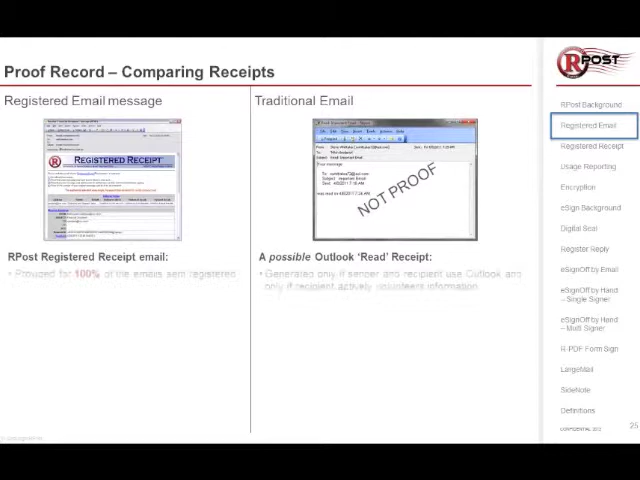 Proof Record – Comparing Receipts
Registered Email message
REGISTERED RECEIPT
RPost Registered Receipt email:
• Provided for 100% of the emails sent registered
Traditional Email
NOT PROOF
A possible Outlook 'Read' Receipt:
• Generated only if sender and recipient use Outlook and
only if recipient actively volunteers information
RPOST
RPost Background
Registered Email
Registered Receipt
Usage Reporting
Encryption
eSign Background
Digital Seal
Register Reply
eSignOff by Email
eSignOff by Hand
– Single Signer
eSignOff by Hand
– Multi Signer
R-PDF Form Sign
LargeMail
SideNote
Definitions
CONFIDENTIAL
25